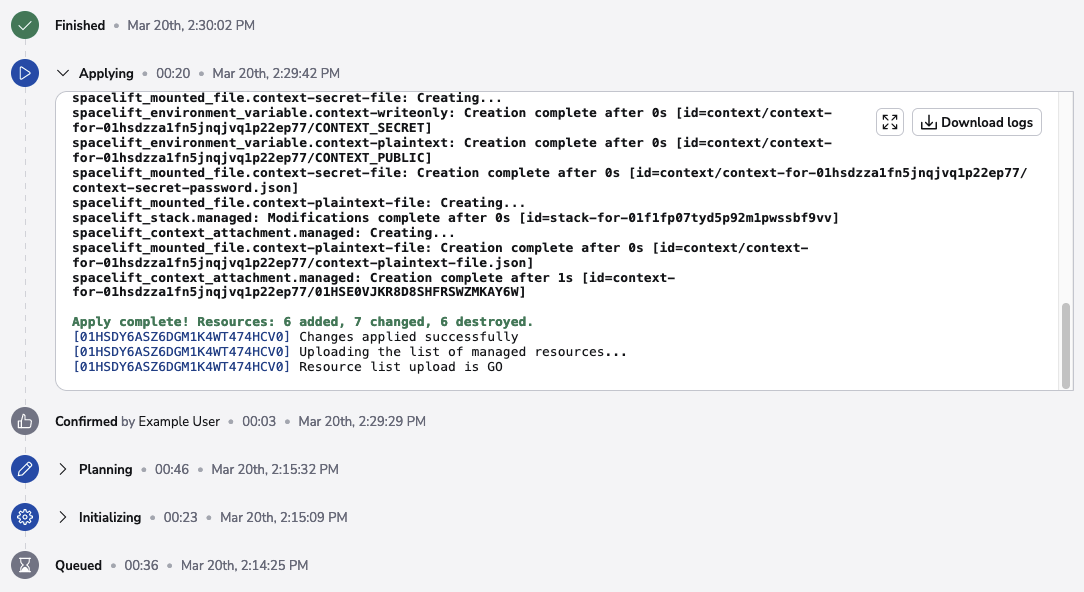 Finished • Mar 20th, 2:30:02 PM
Applying • 00:20 • Mar 20th, 2:29:42 PM
spacelift_mounted_file.context-secret-file: Creating...
spacelift_environment_variable.context-writeonly: Creation complete after 0s [id=context/context-
for-01hsdzza1fn5jnqjvq1p22ep77/CONTEXT_SECRET]
spacelift_environment_variable.context-plaintext: Creation complete after 0s [id=context/context-
for-01hsdzza1fn5jnqjvq1p22ep77/CONTEXT_PUBLIC]
spacelift_mounted_file.context-secret-file: Creation complete after 0s [id=context/context-for-01hsdzza1fn5jnqjvq1p22ep77/
context-secret-password.json]
spacelift_mounted_file.context-plaintext-file: Creating...
spacelift_stack.managed: Modifications complete after 0s [id=stack-for-01f1fp07tyd5p92m1pwssbf9vv]
spacelift_context_attachment.managed: Creating...
spacelift_mounted_file.context-plaintext-file: Creation complete after 0s [id=context/context-
for-01hsdzza1fn5jnqjvq1p22ep77/context-plaintext-file.json]
spacelift_context_attachment.managed: Creation complete after 1s [id=context-
for-01hsdzza1fn5jnqjvq1p22ep77/01HSE0VJKR8D8SHFRSWZMKAY6W]
Download logs
Apply complete! Resources: 6 added, 7 changed, 6 destroyed.
[01HSDY6ASZ6DGM1K4WT474HCV0] Changes applied successfully
[01HSDY6ASZ6DGM1K4WT474HCV0] Uploading the list of managed resources...
[01HSDY6ASZ6DGM1K4WT474HCV0] Resource list upload is GO
Confirmed by Example User • 00:03 • Mar 20th, 2:29:29 PM
Planning • 00:46 • Mar 20th, 2:15:32 PM
Initializing • 00:23 • Mar 20th, 2:15:09 PM
Queued • 00:36 • Mar 20th, 2:14:25 PM